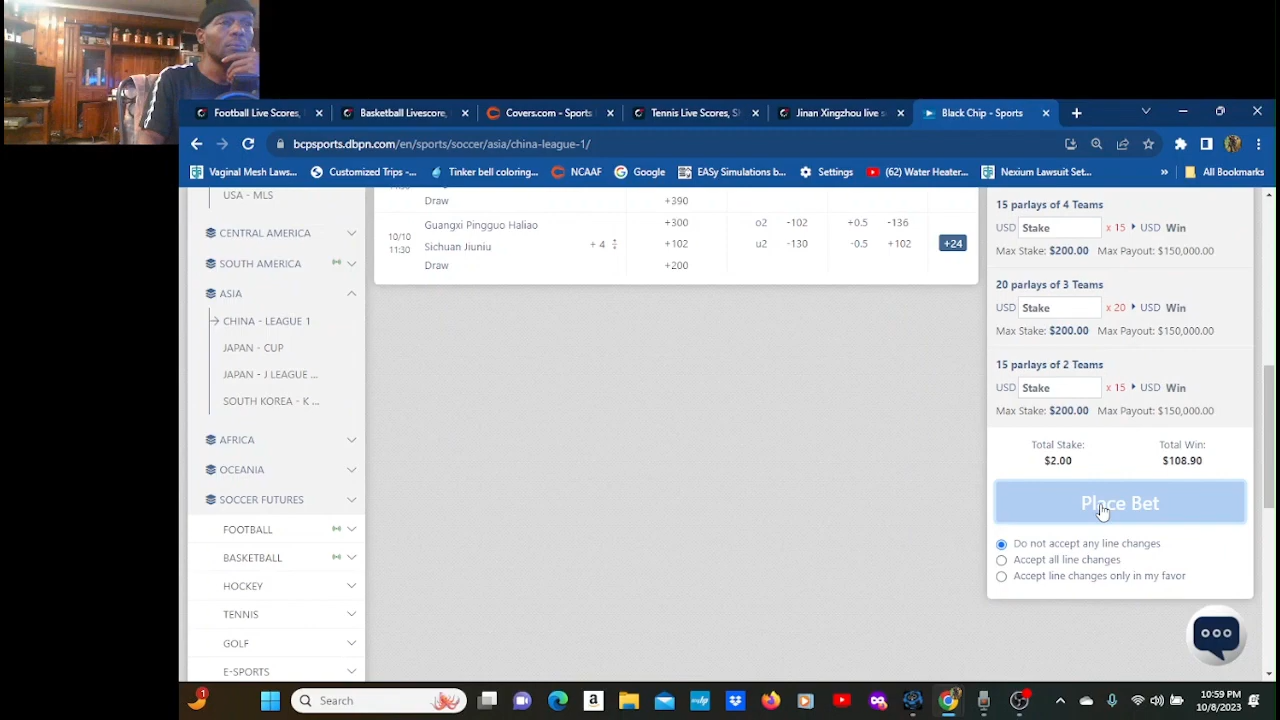 Football Live Scores,
Basketball Livescore,
Covers.com - Sports
Tennis Live Scores, S
Jinan Xingzhou live s
Black Chip - Sports
bcpsports.dbpn.com/en/sports/soccer/asia/china-league-1/
Vaginal Mesh Laws...
Customized Trips -...
Tinker bell coloring...
NCAAF
Google
EASy Simulations b...
Settings
(62) Water Heater...
Nexium Lawsuit Set...
»
All Bookmarks
USA - MLS
CENTRAL AMERICA
SOUTH AMERICA
ASIA
CHINA - LEAGUE 1
JAPAN - CUP
JAPAN - J LEAGUE ...
SOUTH KOREA - K ...
AFRICA
OCEANIA
SOCCER FUTURES
FOOTBALL
BASKETBALL
HOCKEY
TENNIS
GOLF
E-SPORTS
Draw +390
Guangxi Pingguo Haliao +300 o2 -102 +0.5 -136
10/10
11:30
Sichuan Jiuniu + 4 +102 u2 -130 -0.5 +102 +24
Draw +200
15 parlays of 4 Teams
USD Stake x 15 USD Win
Max Stake: $200.00 Max Payout: $150,000.00
20 parlays of 3 Teams
USD Stake x 20 USD Win
Max Stake: $200.00 Max Payout: $150,000.00
15 parlays of 2 Teams
USD Stake x 15 USD Win
Max Stake: $200.00 Max Payout: $150,000.00
Total Stake: Total Win:
$2.00 $108.90
Place Bet
Do not accept any line changes
Accept all line changes
Accept line changes only in my favor
1
Search
10:59 PM
10/8/2023